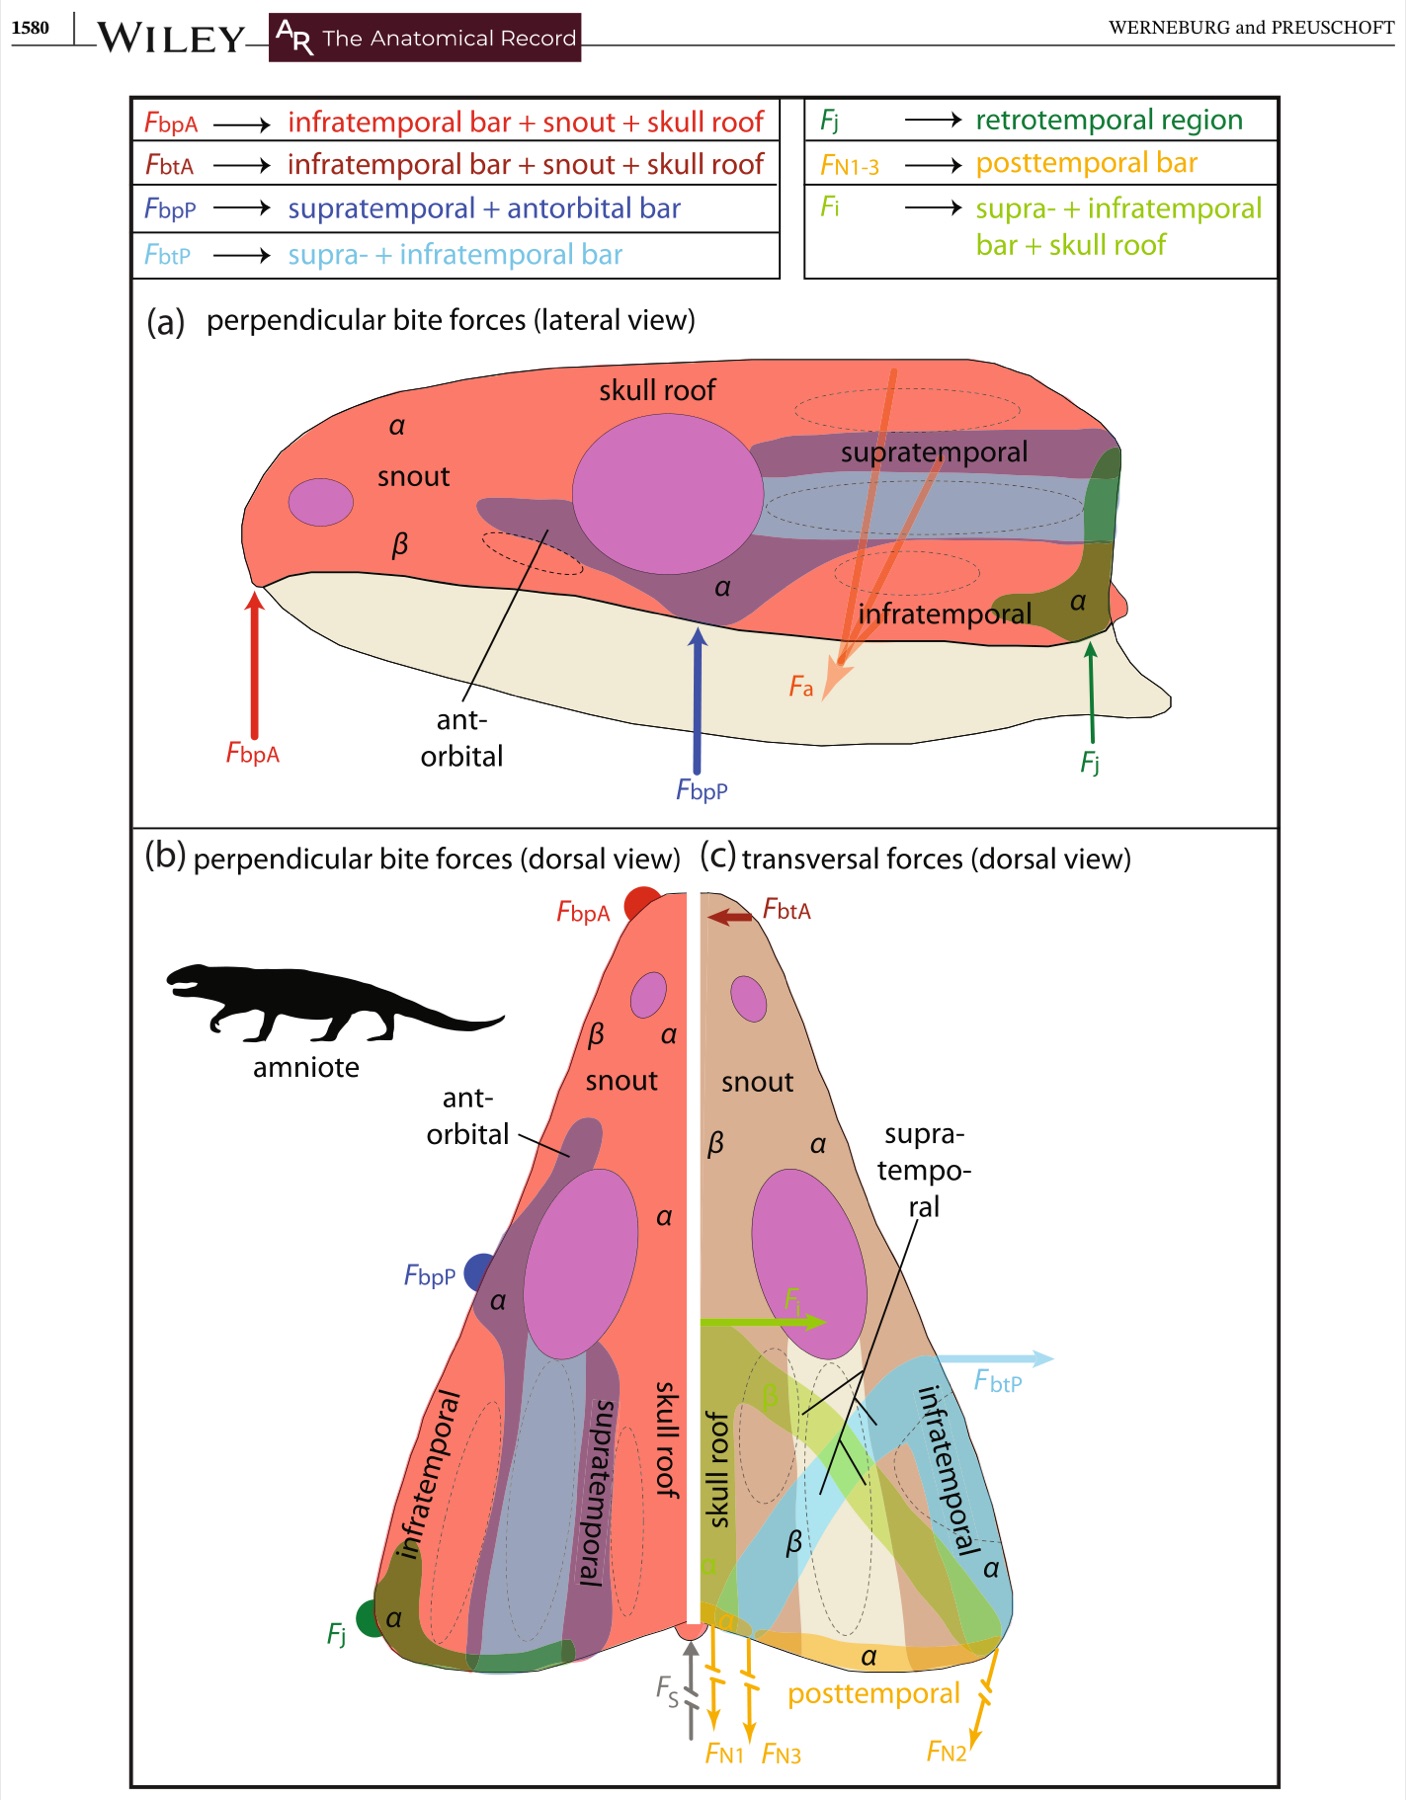 1580
WILEY
AR The Anatomical Record
WERNEBURG and PREUSCHOFT
FbpA → infratemporal bar + snout + skull roof
FbtA → infratemporal bar + snout + skull roof
FbpP → supratemporal + antorbital bar
FbtP → supra- + infratemporal bar
Fj → retrotemporal region
FN1-3 → posttemporal bar
Fi → supra- + infratemporal
bar + skull roof
(a) perpendicular bite forces (lateral view)
skull roof
α
supratemporal
snout
β
α
α
infratemporal
Fa
ant-
orbital
FbpA
Fj
FbpP
(b) perpendicular bite forces (dorsal view)
FbpA
β α
snout
amniote
ant-
orbital
α
FbpP
α
infratemporal
supratemporal
skull roof
α
Fj
FS
(c) transversal forces (dorsal view)
FbtA
snout
β α
supra-
tempo-
ral
Fi
FbtP
β
skull roof
infratemporal
β
α
α
α
α
posttemporal
FN1 FN3
FN2